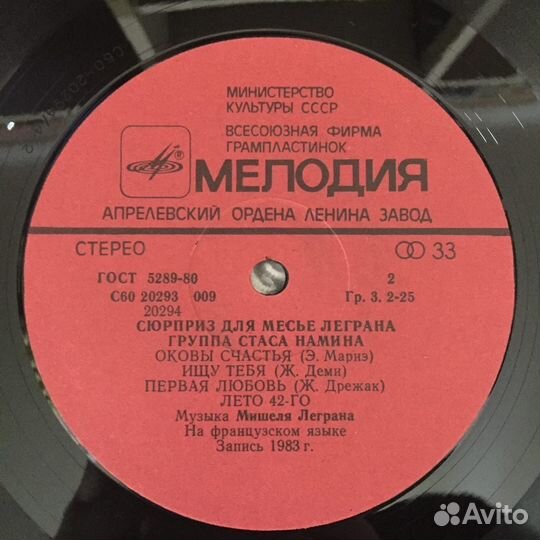 МИНИСТЕРСТВО
КУЛЬТУРЫ СССР
ВСЕСОЮЗНАЯ ФИРМА
ГРАМПЛАСТИНОК
МЕЛОДИЯ
АПРЕЛЕВСКИЙ ОРДЕНА ЛЕНИНА ЗАВОД
СТЕРЕО 33
ГОСТ 5289-80 2
С60 20293 009 Гр. 3. 2-25
20294
СЮРПРИЗ ДЛЯ МЕСЬЕ ЛЕГРАНА
ГРУППА СТАСА НАМИНА
ОКОВЫ СЧАСТЬЯ (Э. Марнэ)
ИЩУ ТЕБЯ (Ж. Деми)
ПЕРВАЯ ЛЮБОВЬ (Ж. Дрежак)
ЛЕТО 42-ГО
Музыка Мишеля Леграна
На французском языке
Запись 1983 г.
Avito